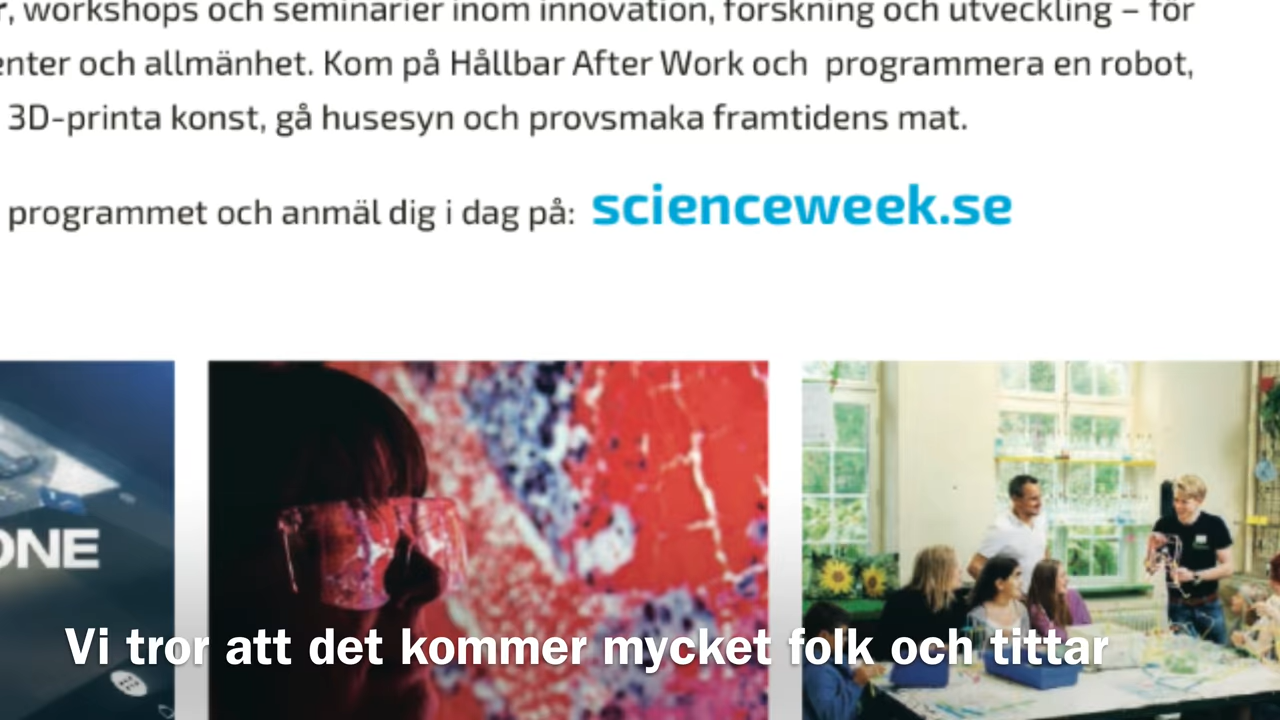 , workshops och seminarier inom innovation, forskning och utveckling – för
och allmänhet. Kom på Hållbar After Work och programmera en robot,
3D-printa konst, gå husesyn och provsmaka framtidens mat.
programmet och anmäl dig i dag på: scienceweek.se
Vi tror att det kommer mycket folk och tittar